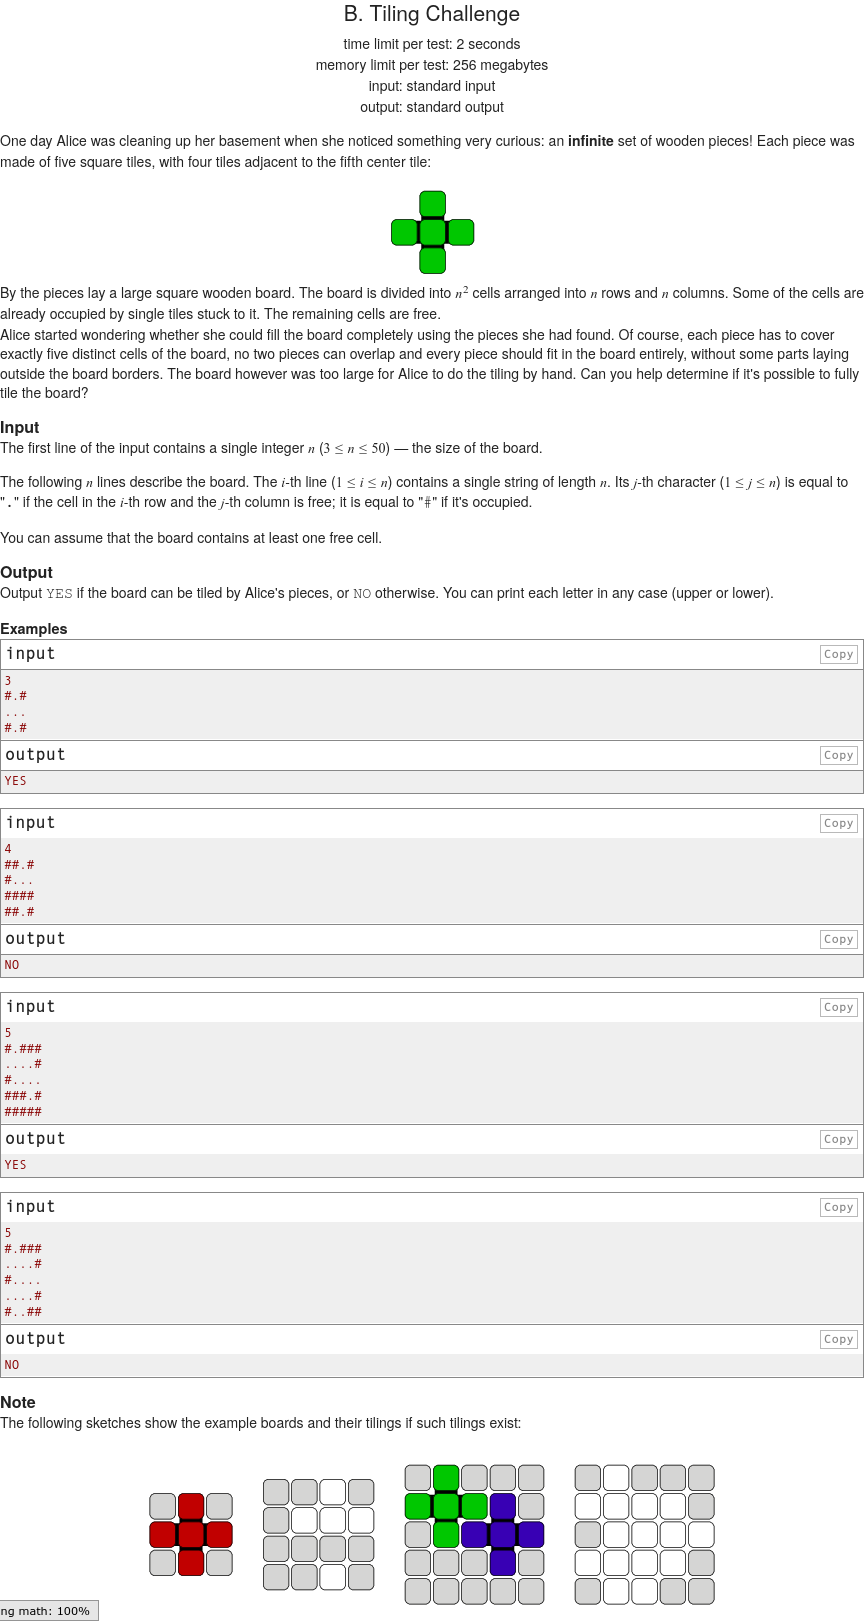 B. Tiling Challenge
time limit per test: 2 seconds
memory limit per test: 256 megabytes
input: standard input
output: standard output
One day Alice was cleaning up her basement when she noticed something very curious: an infinite set of wooden pieces! Each piece was
made of five square tiles, with four tiles adjacent to the fifth center tile:
By the pieces lay a large square wooden board. The board is divided into n² cells arranged into n rows and n columns. Some of the cells are
already occupied by single tiles stuck to it. The remaining cells are free.
Alice started wondering whether she could fill the board completely using the pieces she had found. Of course, each piece has to cover
exactly five distinct cells of the board, no two pieces can overlap and every piece should fit in the board entirely, without some parts laying
outside the board borders. The board however was too large for Alice to do the tiling by hand. Can you help determine if it's possible to fully
tile the board?
Input
The first line of the input contains a single integer n (3 ≤ n ≤ 50) — the size of the board.
The following n lines describe the board. The i-th line (1 ≤ i ≤ n) contains a single string of length n. Its j-th character (1 ≤ j ≤ n) is equal to
"." if the cell in the i-th row and the j-th column is free; it is equal to "#" if it's occupied.
You can assume that the board contains at least one free cell.
Output
Output YES if the board can be tiled by Alice's pieces, or NO otherwise. You can print each letter in any case (upper or lower).
Examples
input Copy
3
#.#
...
#.#
output Copy
YES
input Copy
4
##.#
#...
####
##.#
output Copy
NO
input Copy
5
#.###
....#
#....
###.#
#####
output Copy
YES
input Copy
5
#.###
....#
#....
....#
#..##
output Copy
NO
Note
The following sketches show the example boards and their tilings if such tilings exist:
ng math: 100%